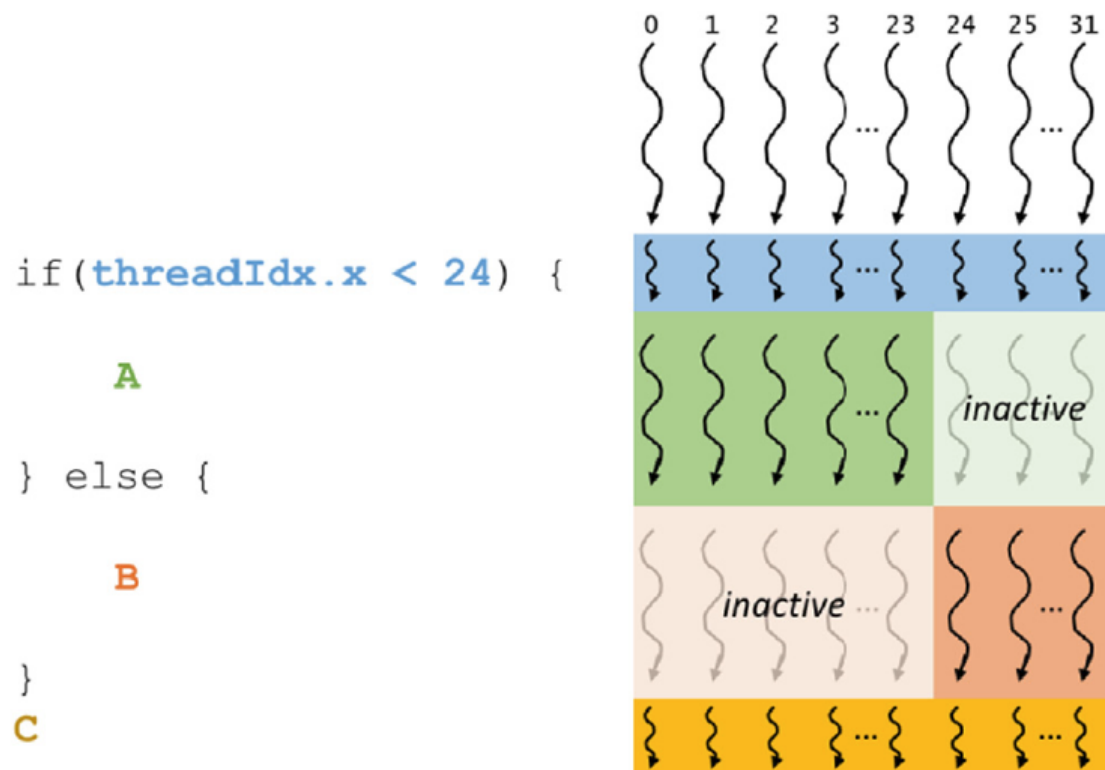 0 1 2 3 23 24 25 31
... ...
if(threadIdx.x < 24) {
... ...
A
... inactive
} else {
B
inactive ... ...
}
C
... ...